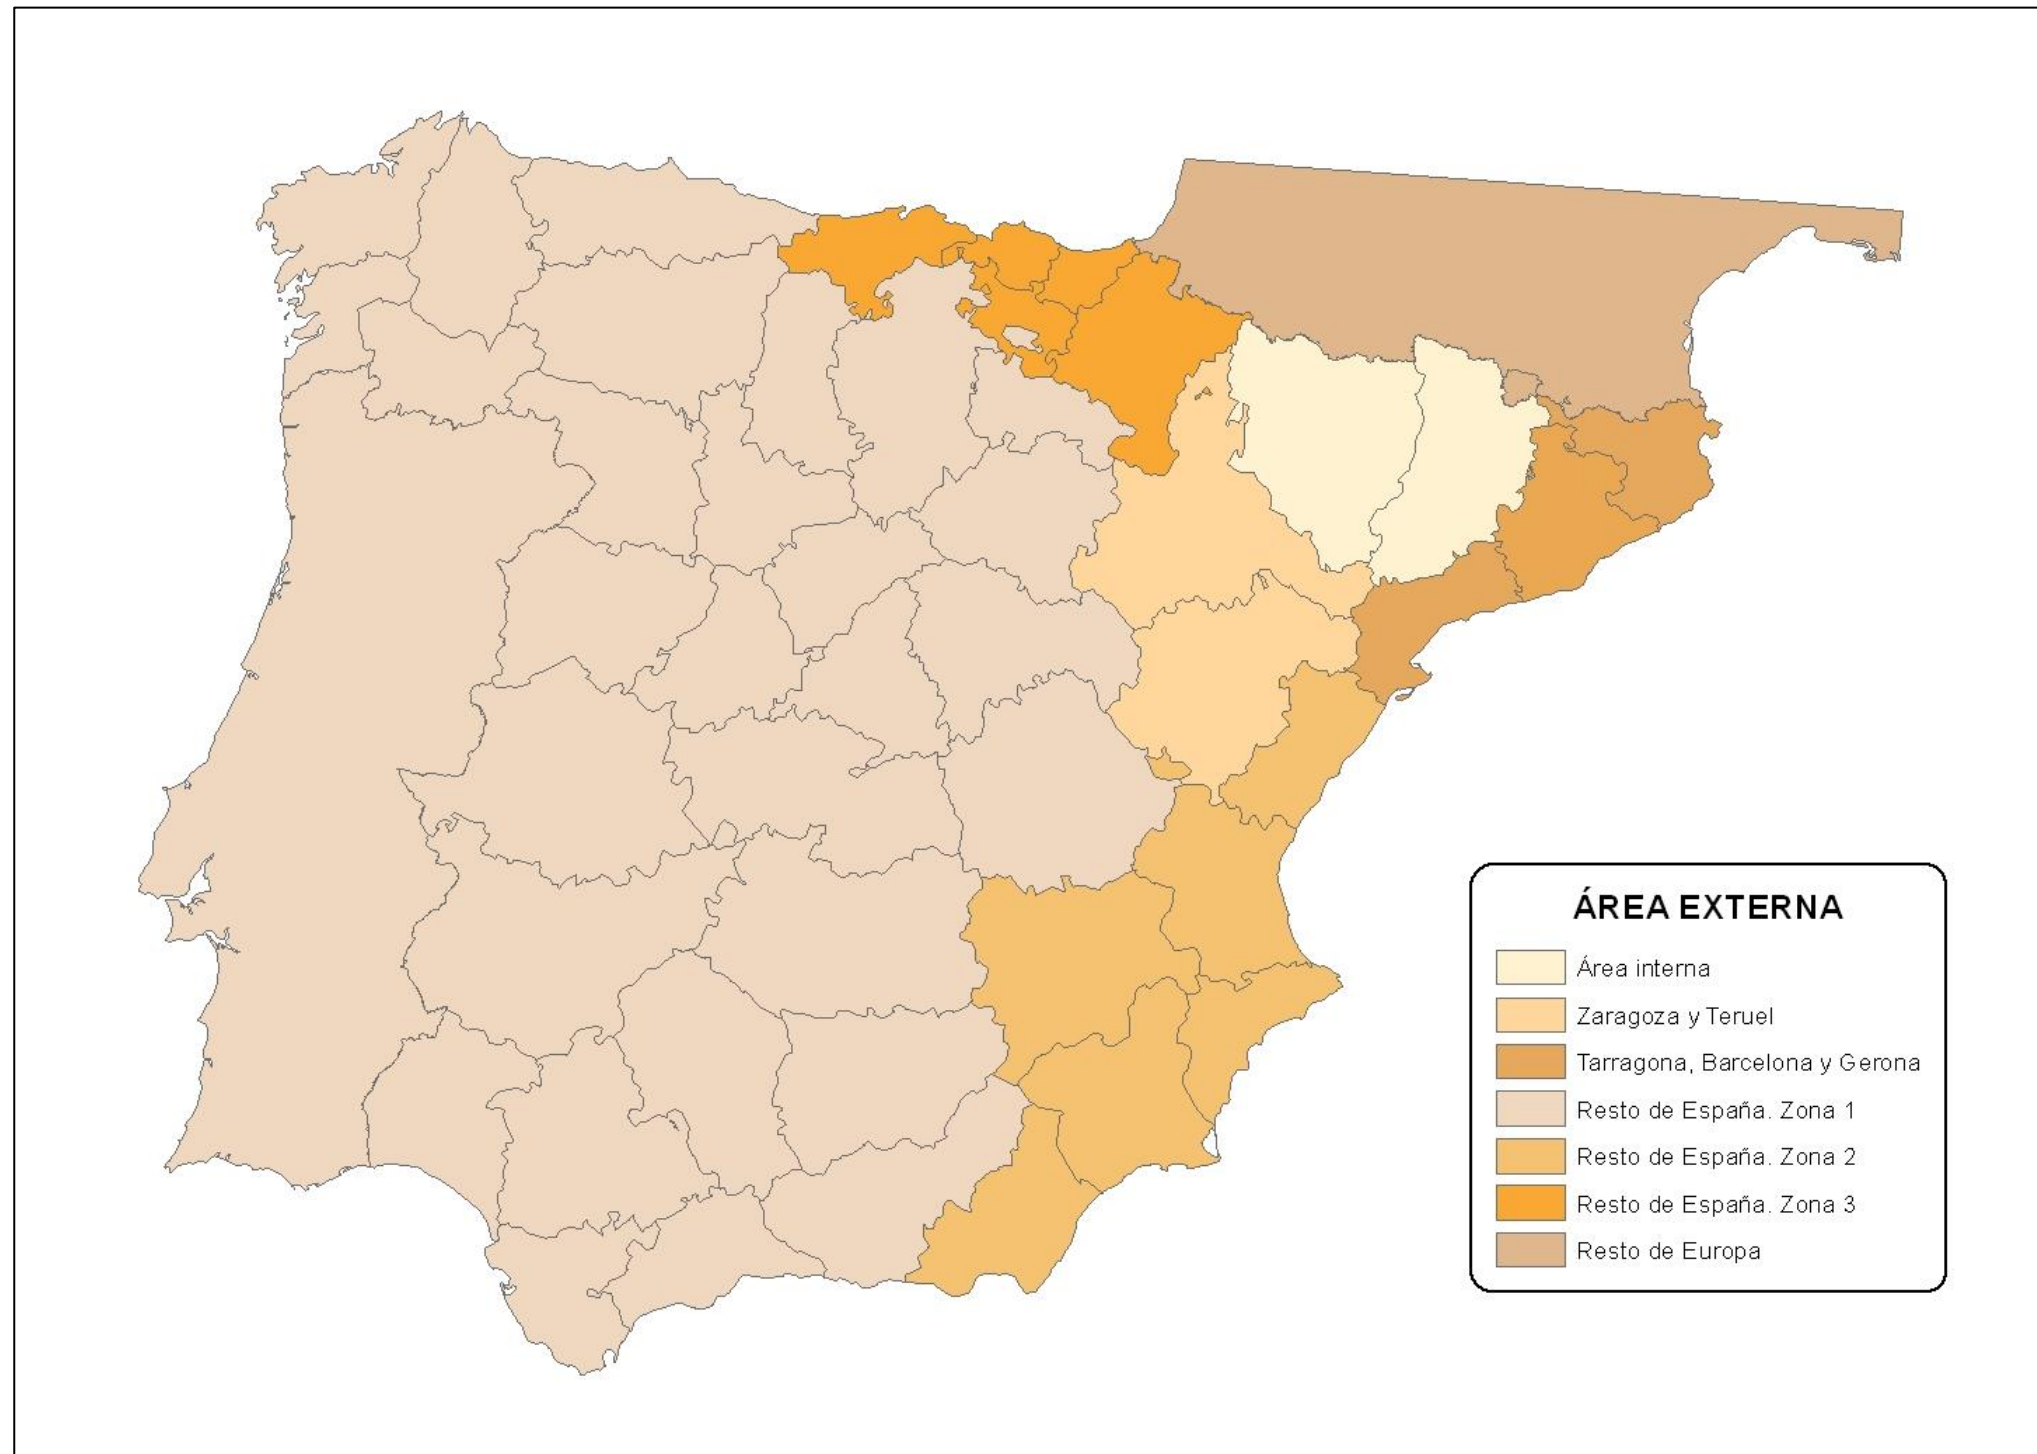 ÁREA EXTERNA
Área interna
Zaragoza y Teruel
Tarragona, Barcelona y Gerona
Resto de España. Zona 1
Resto de España. Zona 2
Resto de España. Zona 3
Resto de Europa